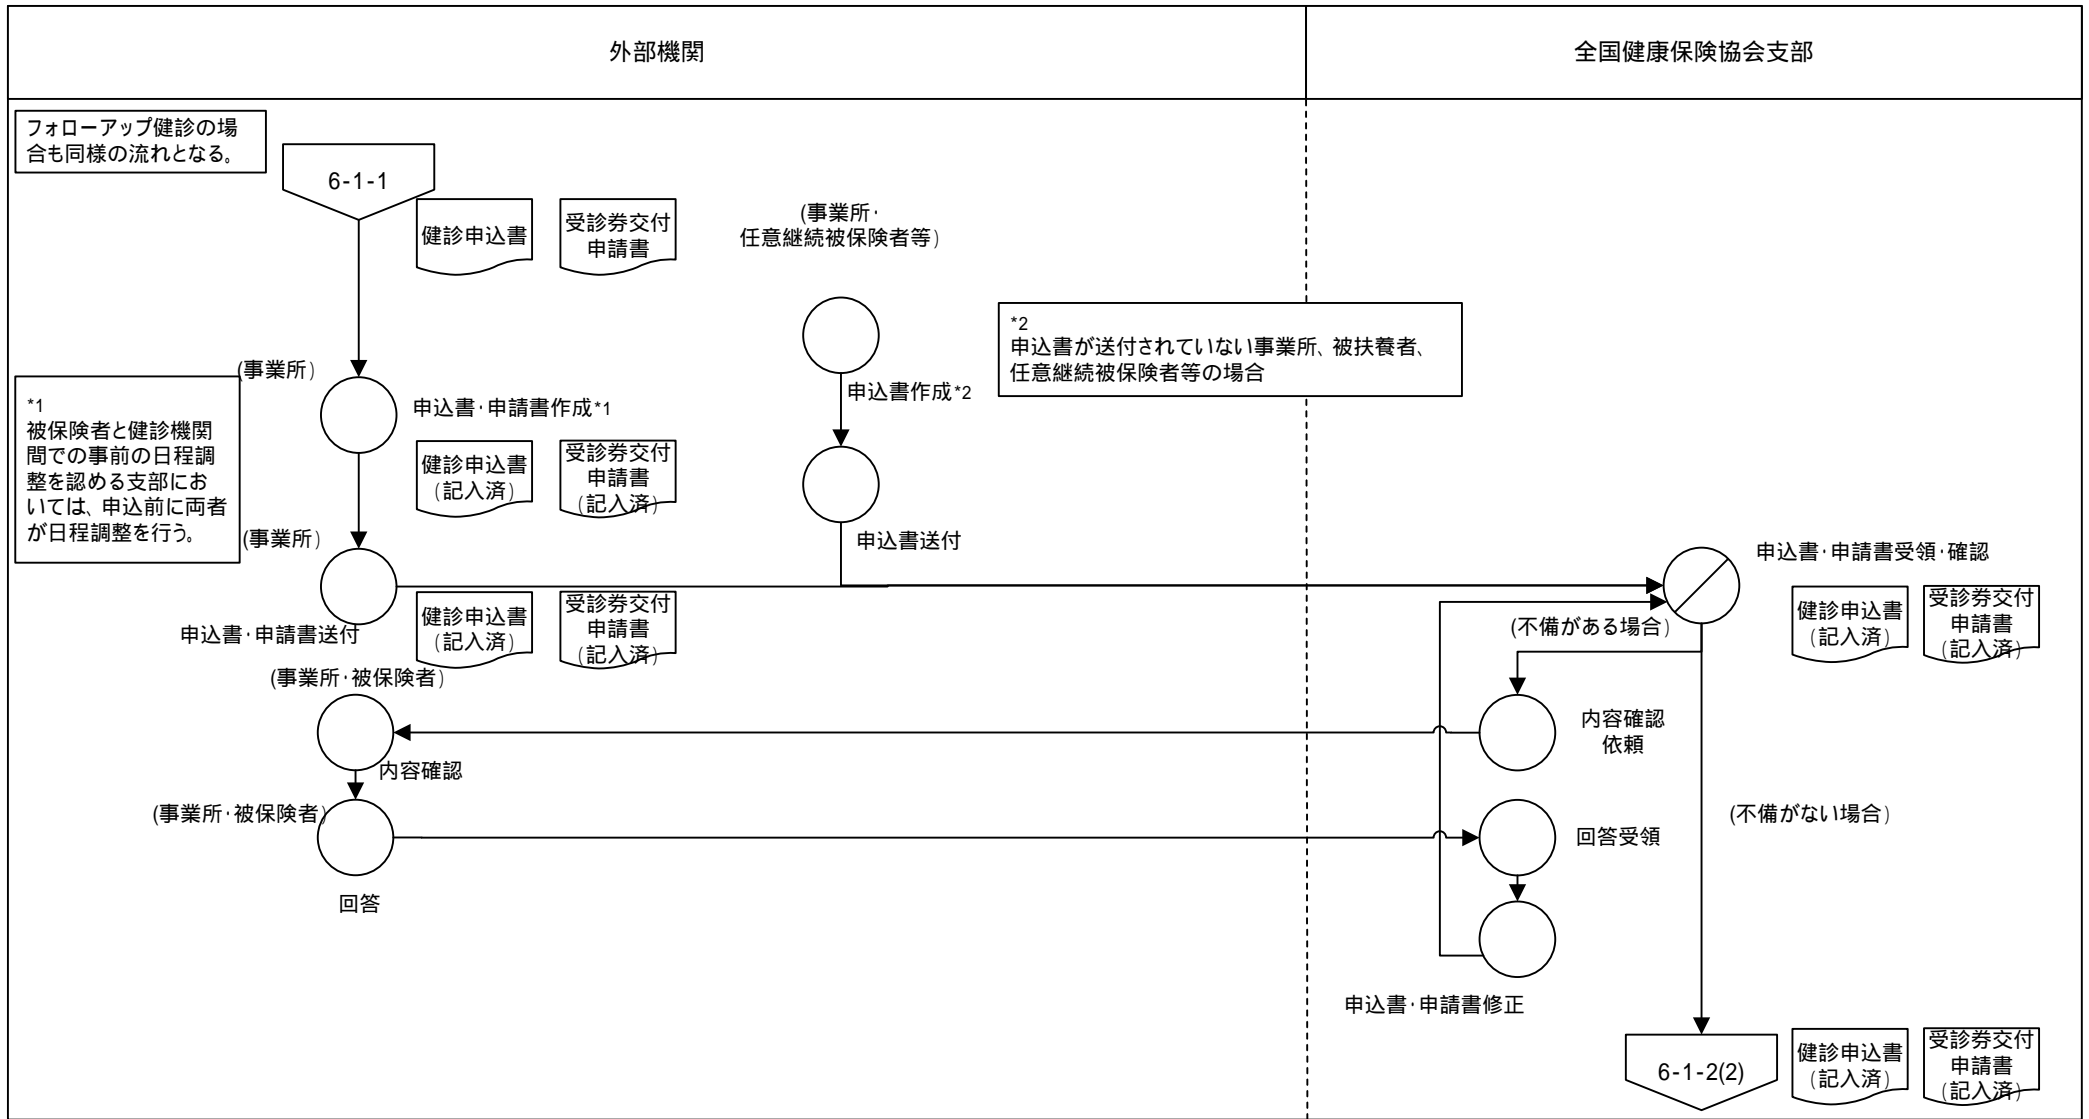 外部機関
全国健康保険協会支部
フォローアップ健診の場
合も同様の流れとなる。
6-1-1
健診申込書
受診券交付
申請書
(事業所・
任意継続被保険者等)
*2
申込書が送付されていない事業所、被扶養者、
任意継続被保険者等の場合
(事業所)
申込書・申請書作成*1
申込書作成*2
*1
被保険者と健診機関
間での事前の日程調
整を認める支部にお
いては、申込前に両者
が日程調整を行う。
健診申込書
(記入済)
受診券交付
申請書
(記入済)
(事業所)
申込書送付
申込書・申請書受領・確認
申込書・申請書送付
健診申込書
(記入済)
受診券交付
申請書
(記入済)
(不備がある場合)
健診申込書
(記入済)
受診券交付
申請書
(記入済)
(事業所・被保険者)
内容確認
内容確認
依頼
(事業所・被保険者)
回答
回答受領
(不備がない場合)
申込書・申請書修正
6-1-2(2)
健診申込書
(記入済)
受診券交付
申請書
(記入済)